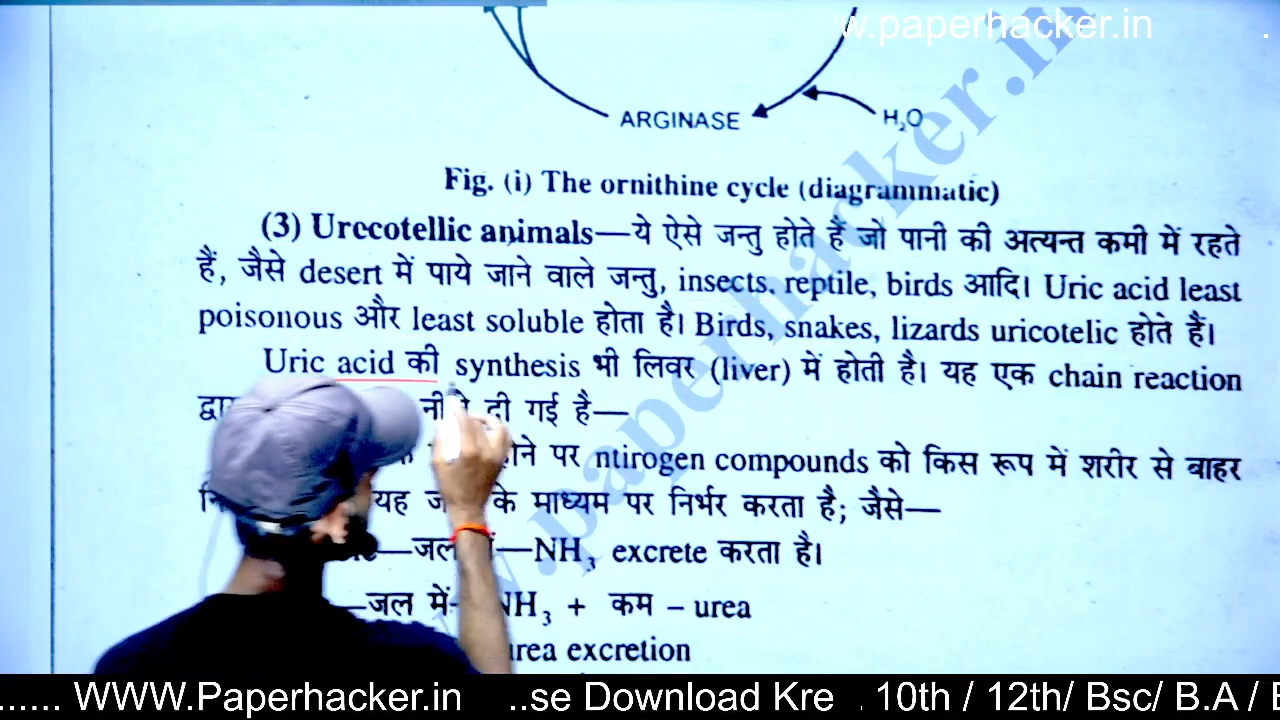 w.paperhacker.in
ARGINASE
H₂O
Fig. (i) The ornithine cycle (diagrammatic)
(3) Urecotellic animals—ये ऐसे जन्तु होते हैं जो पानी की अत्यन्त कमी में रहते
हैं, जैसे desert में पाये जाने वाले जन्तु, insects, reptile, birds आदि। Uric acid least
poisonous और least soluble होता है। Birds, snakes, lizards uricotelic होते हैं।
Uric acid की synthesis भी लिवर (liver) में होती है। यह एक chain reaction
दी गई है—
पर ntirogen compounds को किस रूप में शरीर से बाहर
यह के माध्यम पर निर्भर करता है; जैसे—
—NH₃ excrete करता है।
—जल में NH₃ + कम – urea
urea excretion
w.paperhacker.in
...... WWW.Paperhacker.in ..se Download Kre . 10th / 12th/ Bsc/ B.A /